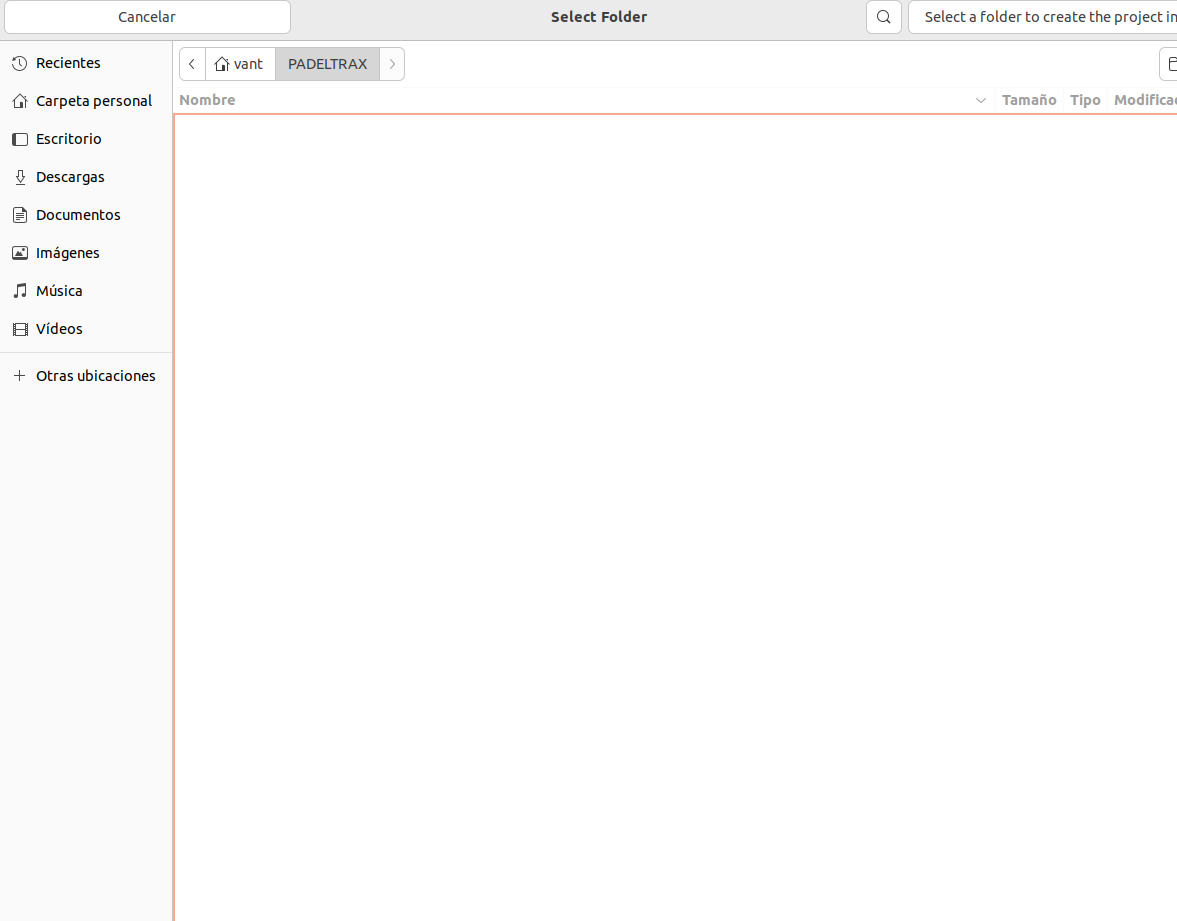 Cancelar
Select Folder
Select a folder to create the project in
Recientes
Carpeta personal
Escritorio
Descargas
Documentos
Imágenes
Música
Vídeos
Otras ubicaciones
vant
PADELTRAX
Nombre
Tamaño
Tipo